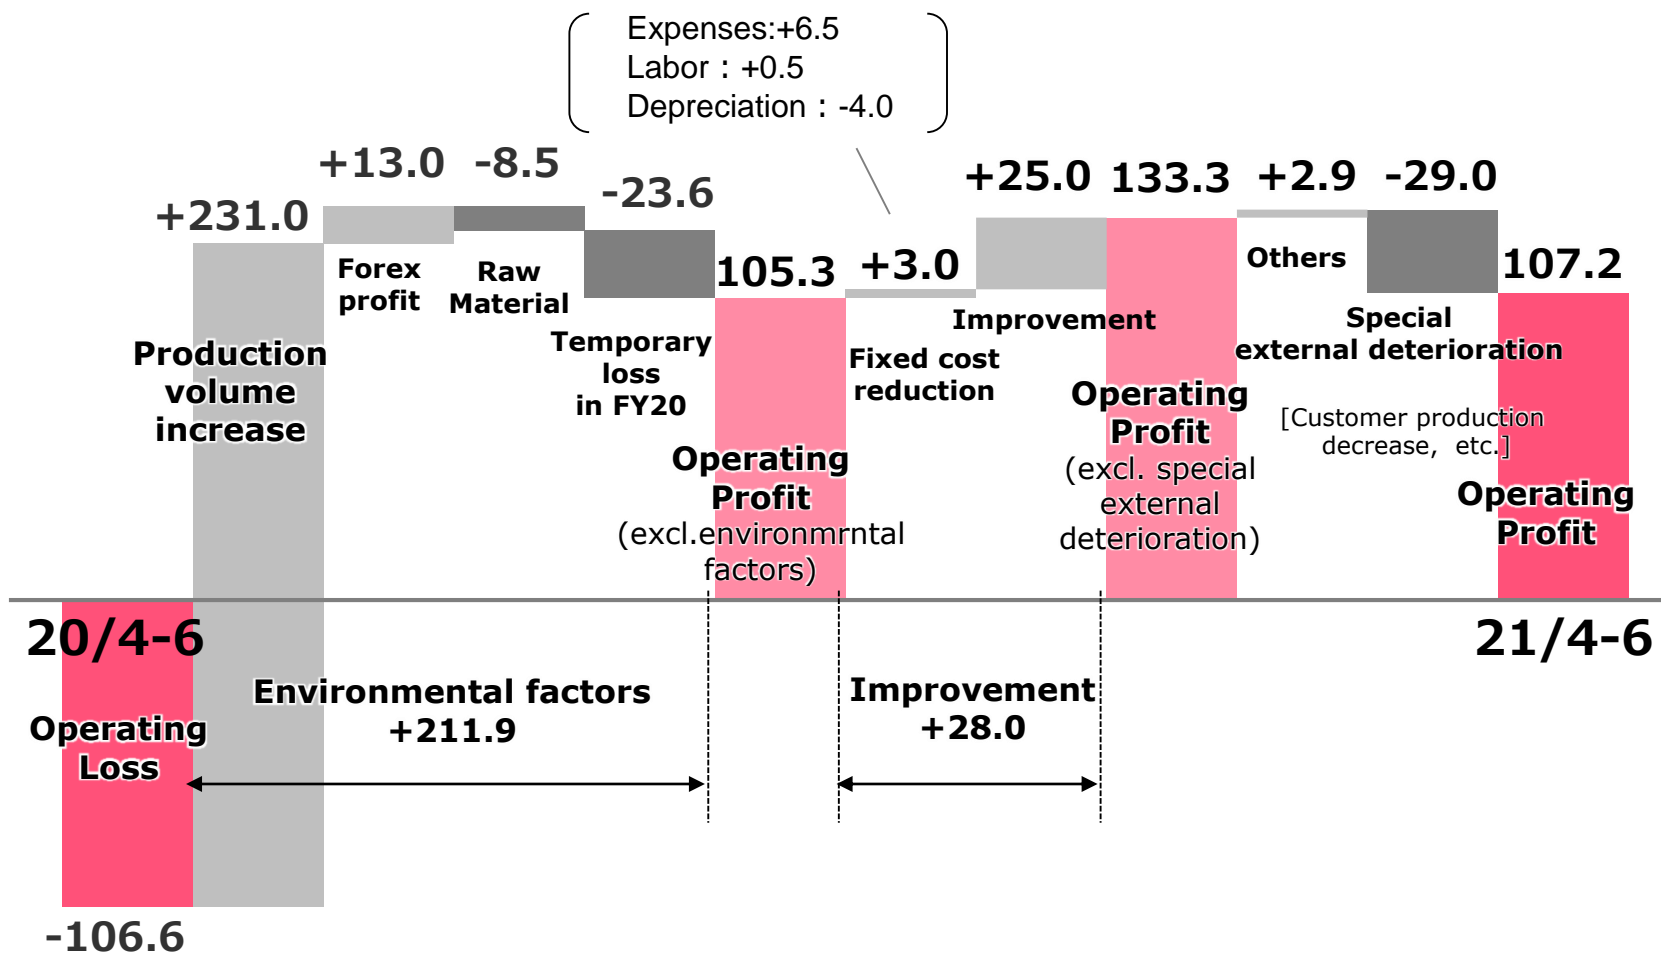 Expenses:+6.5
Labor：+0.5
Depreciation：-4.0
+13.0
-8.5
-23.6
+231.0
+25.0
133.3
+2.9
-29.0
105.3
+3.0
107.2
Forex
profit
Raw
Material
Temporary
loss
in FY20
Production
volume
increase
Improvement
Fixed cost
reduction
Others
Special
external deterioration
[Customer production
decrease, etc.]
Operating
Profit
(excl.environmrntal
factors)
Operating
Profit
(excl. special
external
deterioration)
Operating
Profit
20/4-6
21/4-6
Environmental factors
+211.9
Improvement
+28.0
Operating
Loss
-106.6